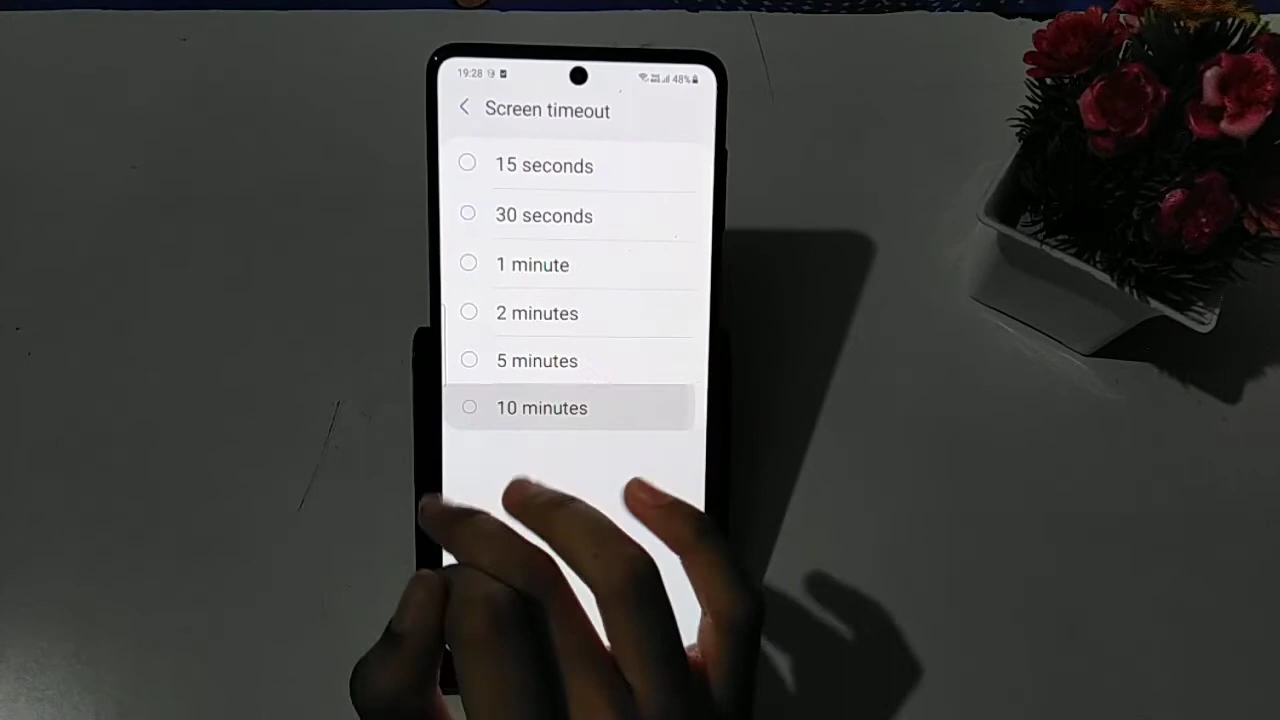 19:28 48%
Screen timeout
15 seconds
30 seconds
1 minute
2 minutes
5 minutes
10 minutes